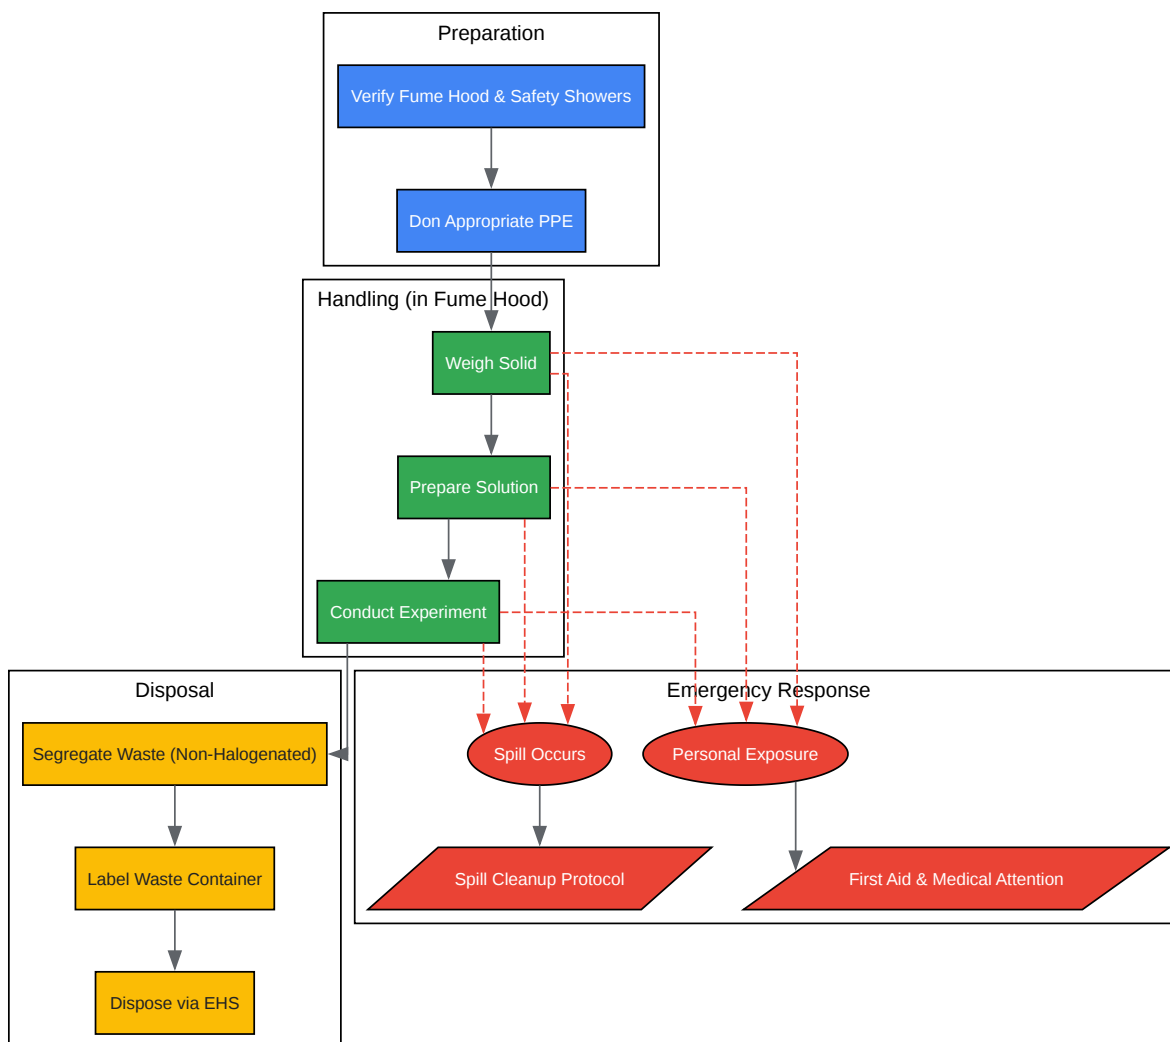 Preparation
Verify Fume Hood & Safety Showers
Don Appropriate PPE
Handling (in Fume Hood)
Weigh Solid
Prepare Solution
Conduct Experiment
Disposal
Segregate Waste (Non-Halogenated)
Label Waste Container
Dispose via EHS
Emergency Response
Spill Occurs
Personal Exposure
Spill Cleanup Protocol
First Aid & Medical Attention